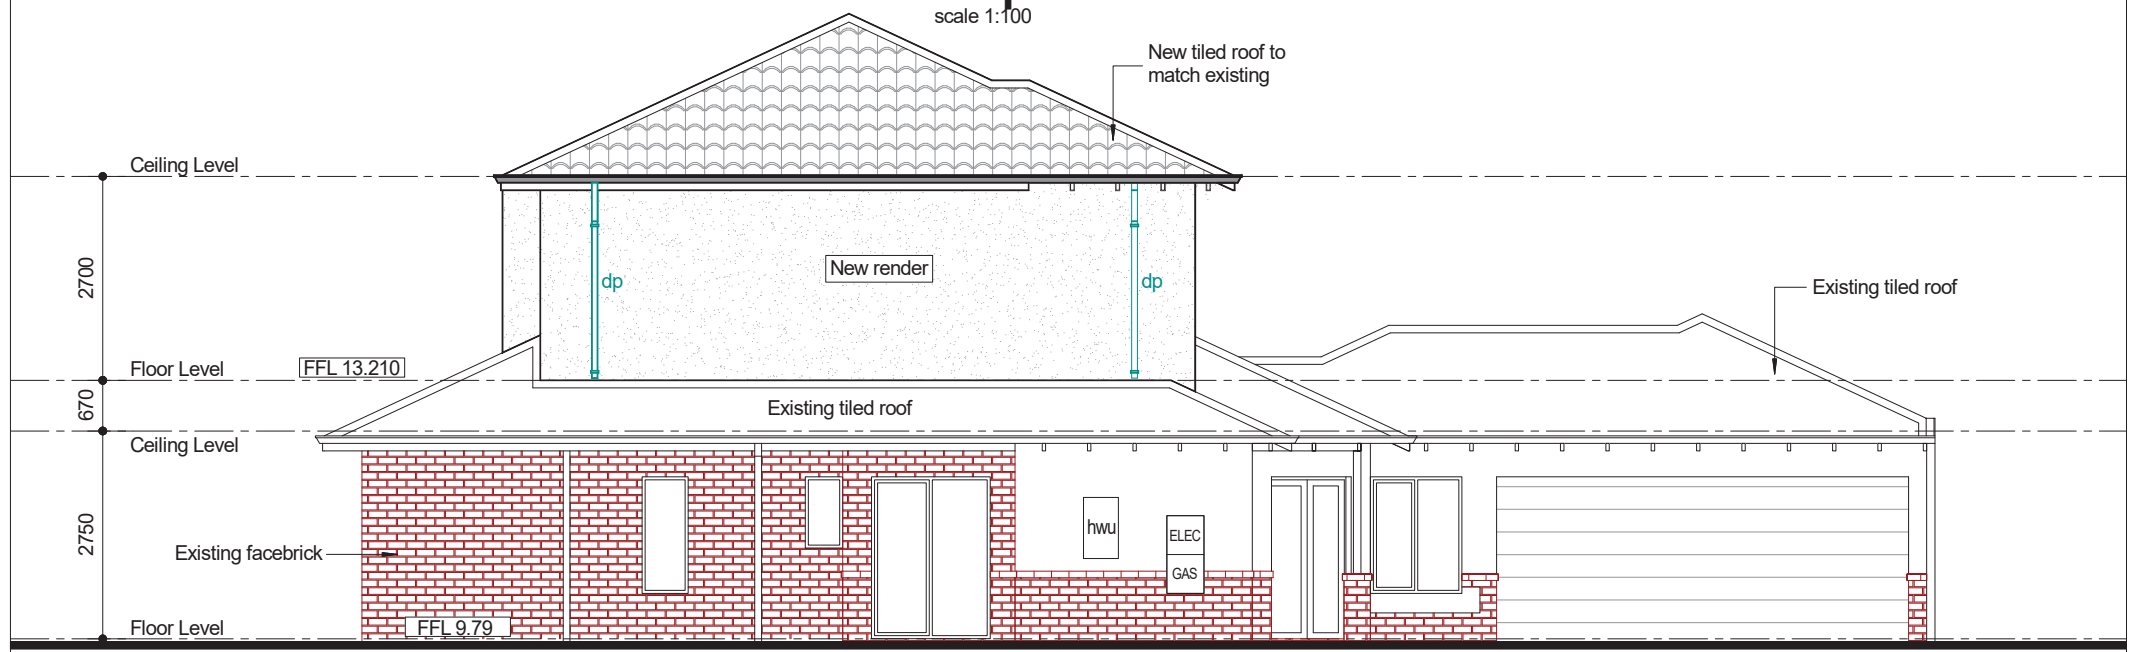 scale 1:100
New tiled roof to
match existing
Ceiling Level
2700
New render
dp
dp
Existing tiled roof
Floor Level
FFL 13.210
670
Existing tiled roof
Ceiling Level
2750
hwu
ELEC
GAS
Existing facebrick
Floor Level
FFL 9.79